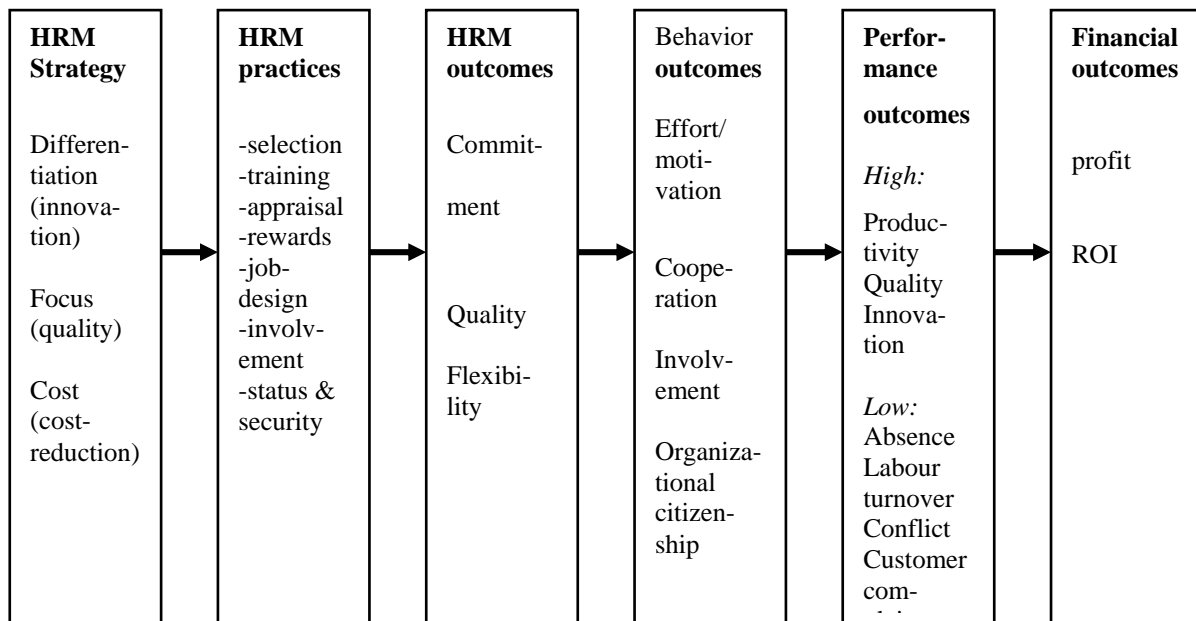 HRM
Strategy
Differen-
tiation
(innova-
tion)
Focus
(quality)
Cost
(cost-
reduction)
HRM
practices
-selection
-training
-appraisal
-rewards
-job-
design
-involv-
ement
-status &
security
HRM
outcomes
Commit-
ment
Quality
Flexibi-
lity
Behavior
outcomes
Effort/
moti-
vation
Coope-
ration
Involv-
ement
Organiza-
tional
citizen-
ship
Perfor-
mance
outcomes
High:
Produc-
tivity
Quality
Innova-
tion
Low:
Absence
Labour
turnover
Conflict
Customer
com-
Financial
outcomes
profit
ROI